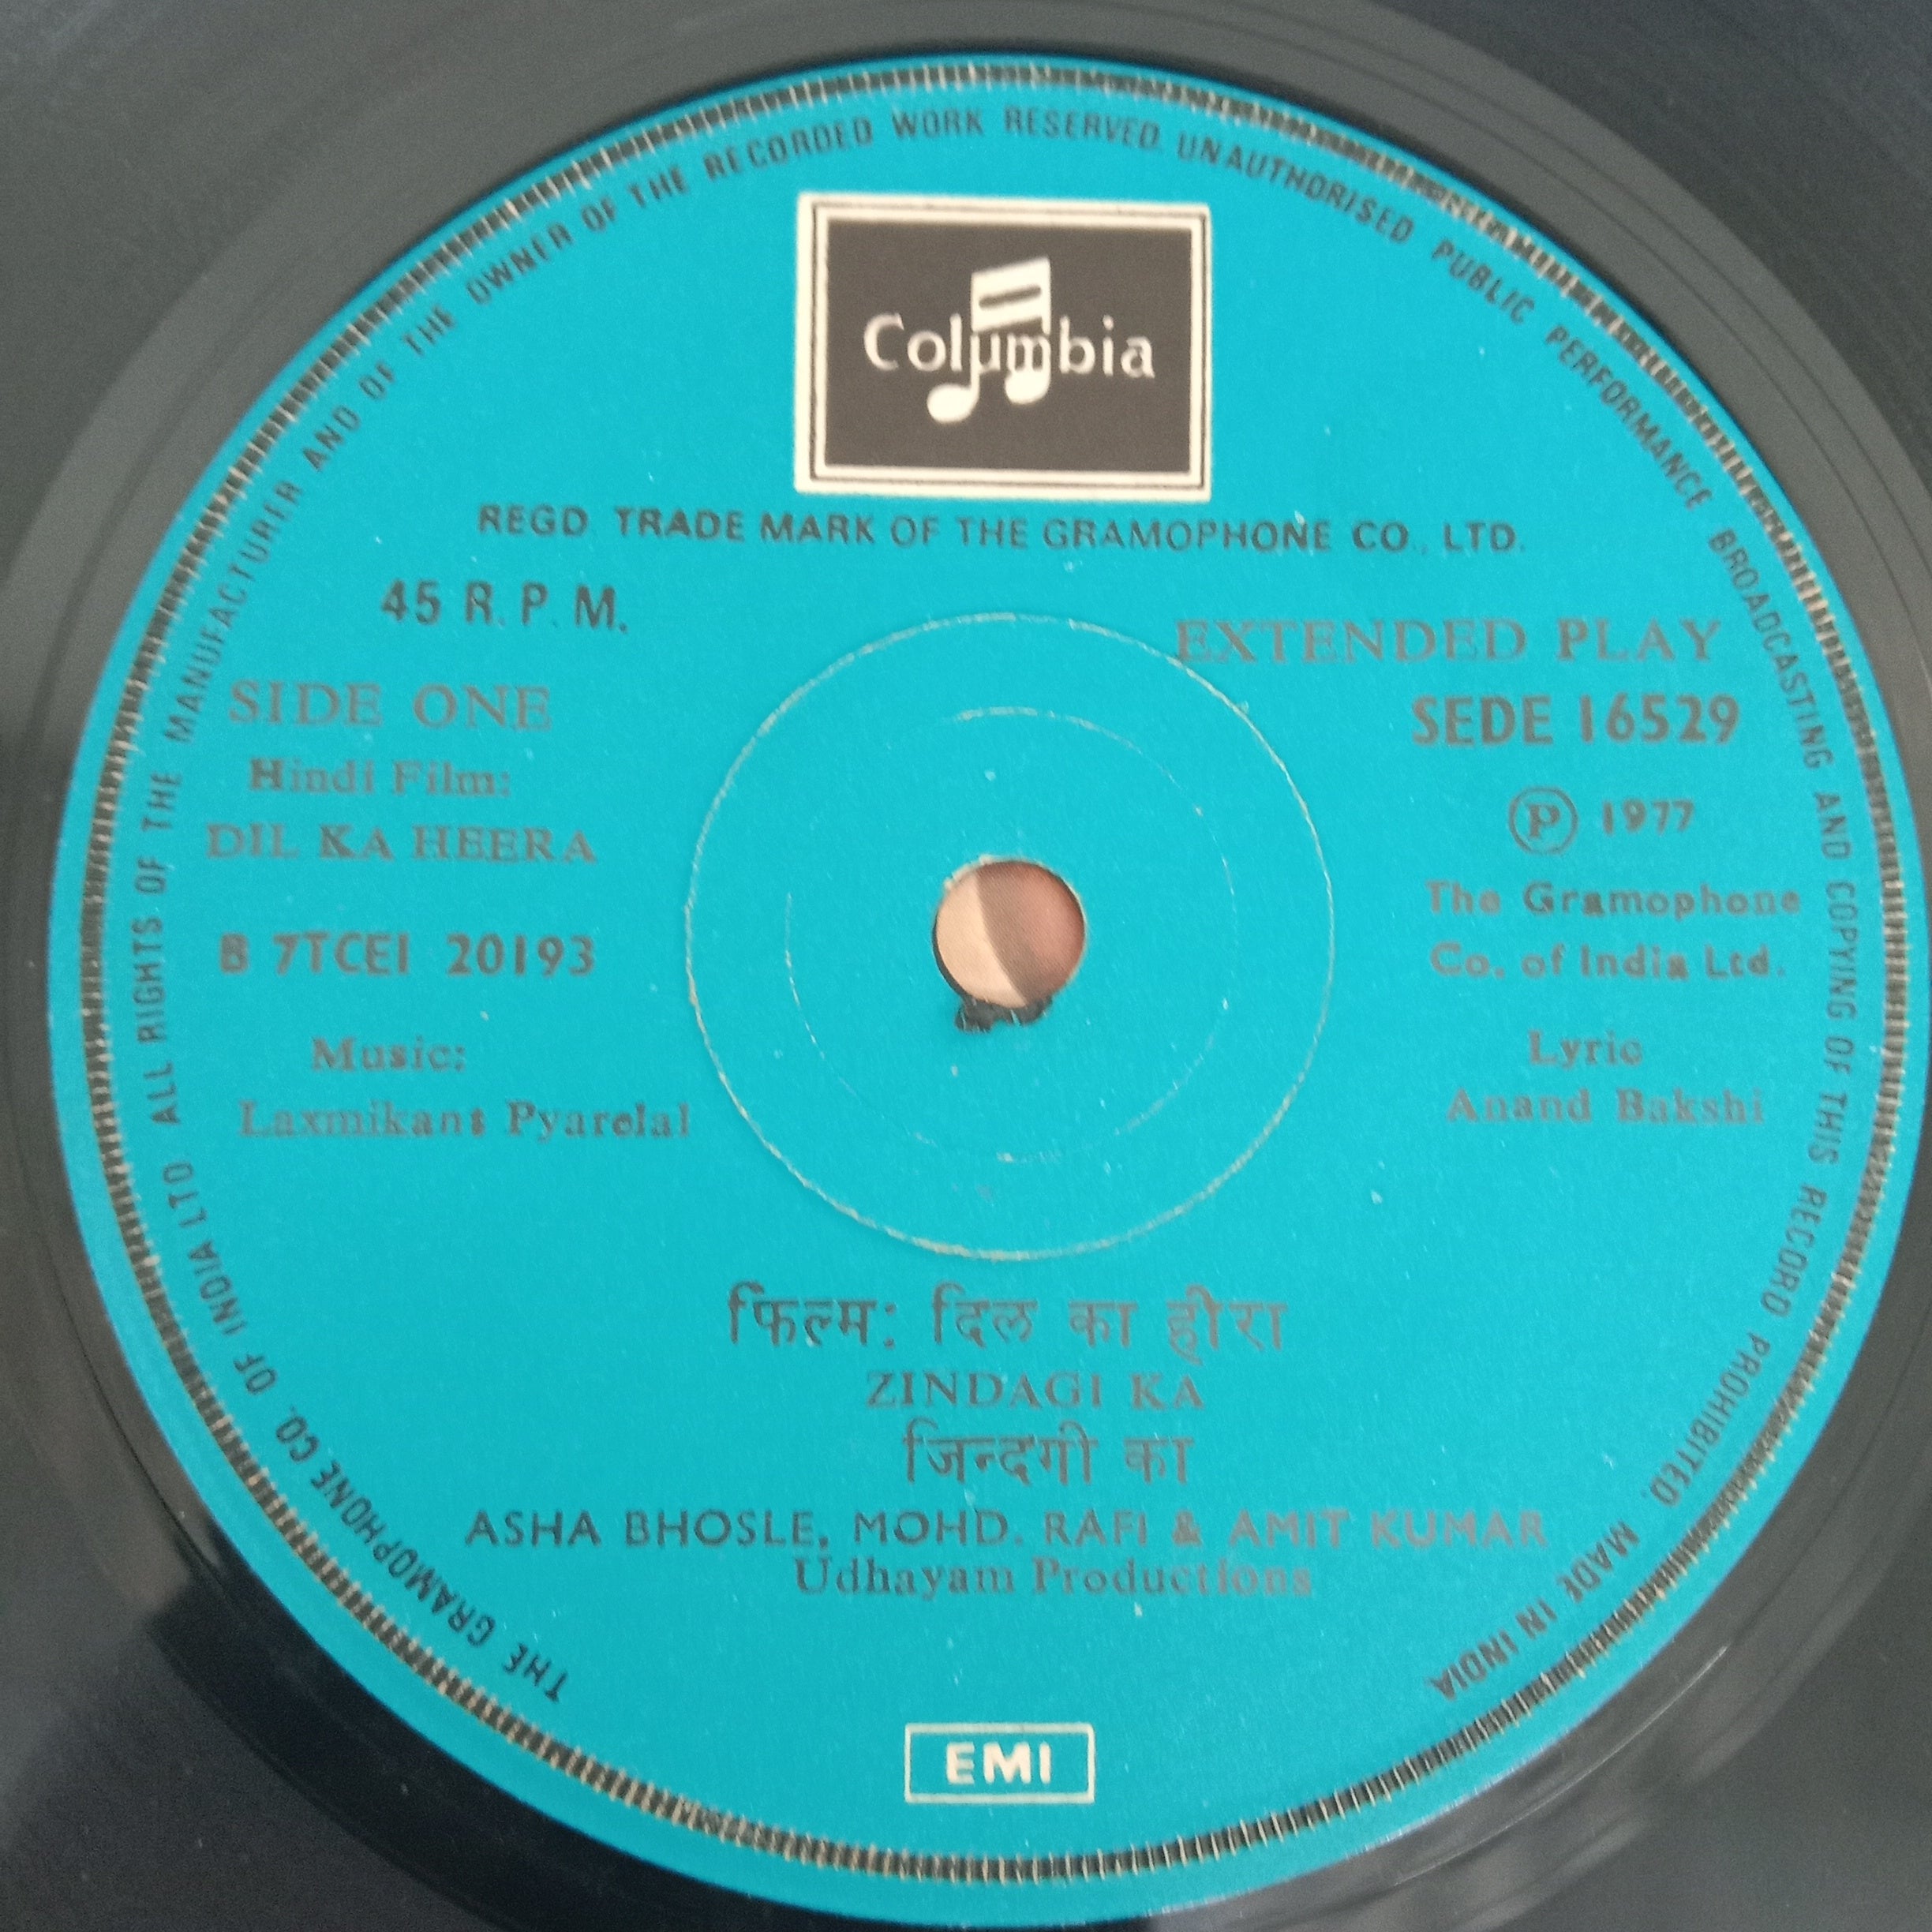 THE GRAMOPHONE CO. OF INDIA LTD. ALL RIGHTS OF THE MANUFACTURER AND OF THE OWNER OF THE RECORDED WORK RESERVED. UNAUTHORISED PUBLIC PERFORMANCE BROADCASTING AND COPYING OF THIS RECORD PROHIBITED. MADE IN INDIA
Columbia
REGD. TRADE MARK OF THE GRAMOPHONE CO., LTD.
45 R.P.M.
EXTENDED PLAY
SIDE ONE
SEDE 16529
Hindi Film:
DIL KA HEERA
Ⓟ 1977
The Gramophone
Co. of India Ltd.
B 7TCEI 20193
Music:
Laxmikant Pyarelal
Lyric
Anand Bakshi
फिल्म: दिल का हीरा
ZINDAGI KA
जिन्दगी का
ASHA BHOSLE, MOHD. RAFI & AMIT KUMAR
Udhayam Productions
EMI